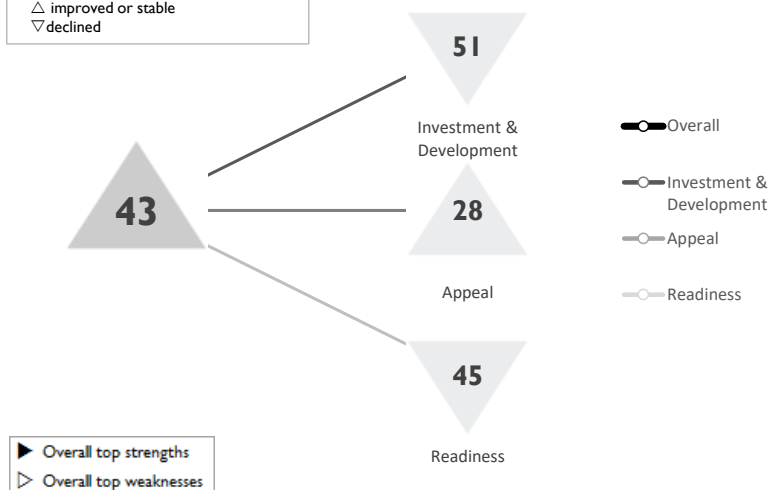 △ improved or stable
▽ declined
51
Investment &
Development
43
28
Appeal
45
Readiness
Overall
Investment &
Development
Appeal
Readiness
▶ Overall top strengths
▷ Overall top weaknesses